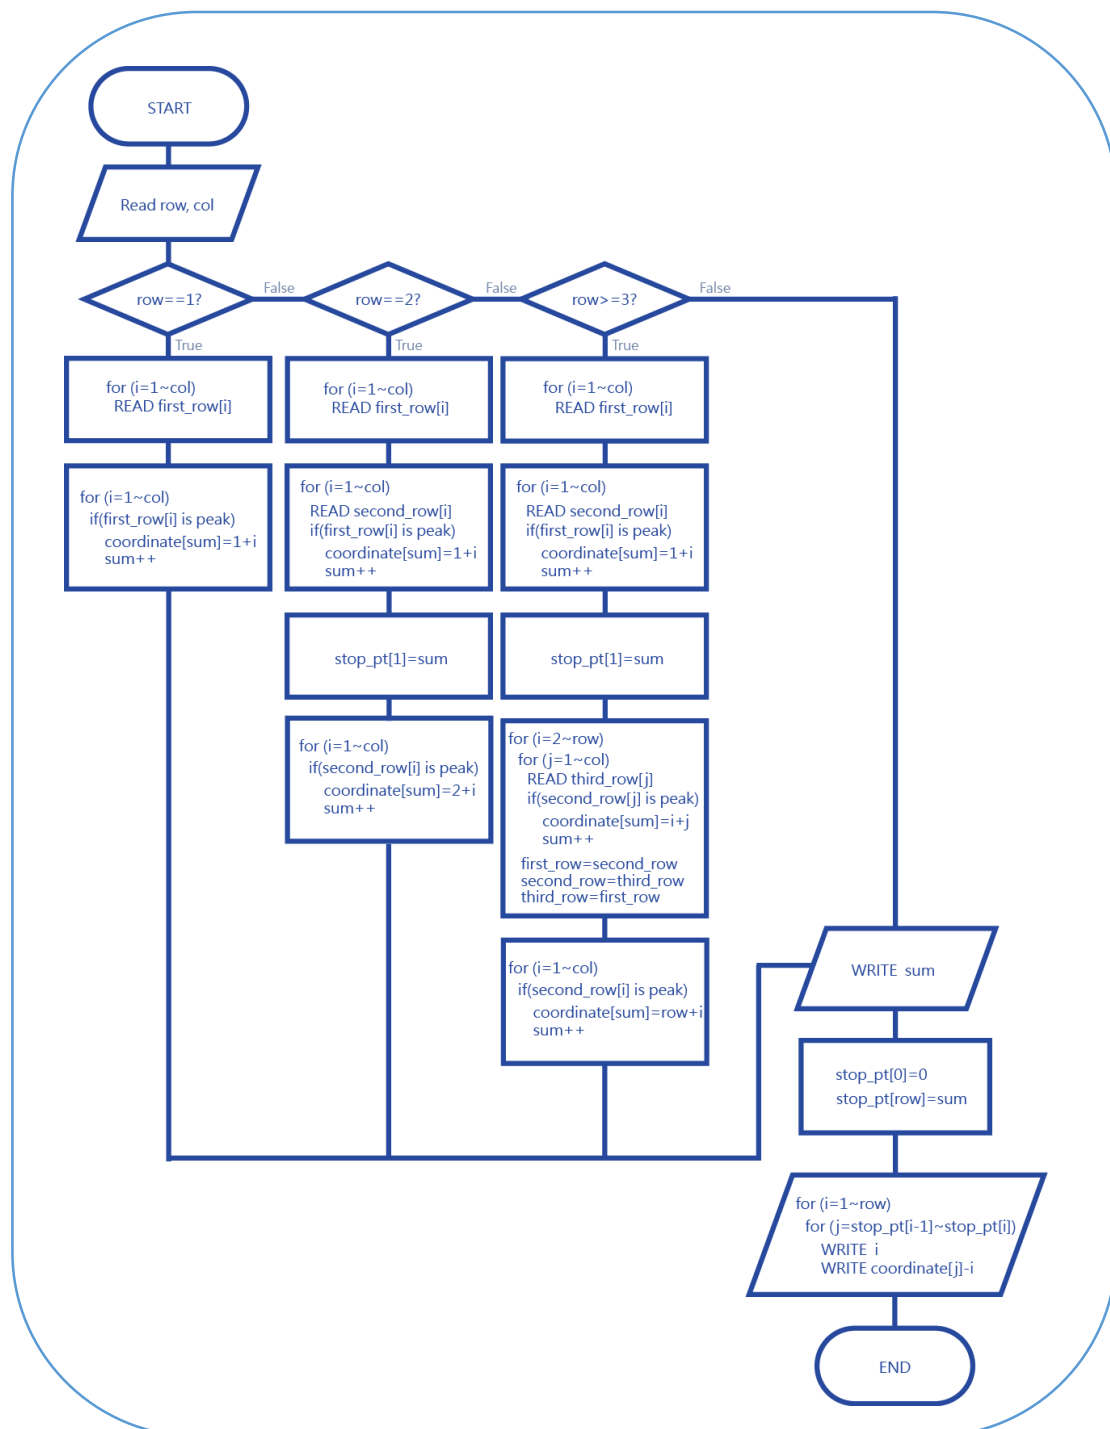 START
Read row, col
row==1?
False
row==2?
False
row>=3?
False
True
True
True
for (i=1~col)
READ first_row[i]
for (i=1~col)
if(first_row[i] is peak)
coordinate[sum]=1+i
sum++
for (i=1~col)
READ first_row[i]
for (i=1~col)
READ second_row[i]
if(first_row[i] is peak)
coordinate[sum]=1+i
sum++
stop_pt[1]=sum
for (i=1~col)
if(second_row[i] is peak)
coordinate[sum]=2+i
sum++
for (i=1~col)
READ first_row[i]
for (i=1~col)
READ second_row[i]
if(first_row[i] is peak)
coordinate[sum]=1+i
sum++
stop_pt[1]=sum
for (i=2~row)
for (j=1~col)
READ third_row[j]
if(second_row[j] is peak)
coordinate[sum]=i+j
sum++
first_row=second_row
second_row=third_row
third_row=first_row
for (i=1~col)
if(second_row[i] is peak)
coordinate[sum]=row+i
sum++
WRITE sum
stop_pt[0]=0
stop_pt[row]=sum
for (i=1~row)
for (j=stop_pt[i-1]~stop_pt[i])
WRITE i
WRITE coordinate[j]-i
END